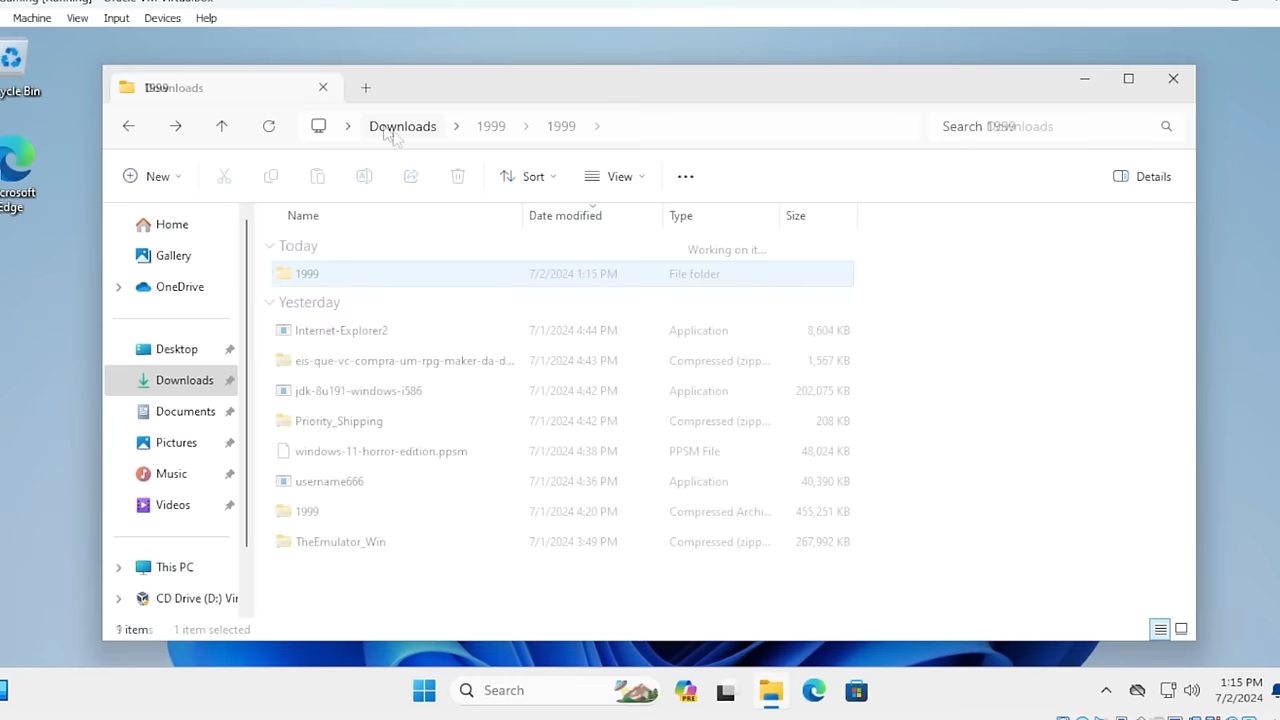 Machine View Input Devices Help
Recycle Bin
Microsoft
Edge
Downloads > 1999 > 1999 >
Search
New Sort View ••• Details
Home
Gallery
OneDrive
Desktop
Downloads
Documents
Pictures
Music
Videos
This PC
CD Drive (D:) Vir
Name Date modified Type Size
Working on it...
Today
1999 7/2/2024 1:15 PM File folder
Yesterday
Internet-Explorer2 7/1/2024 4:44 PM Application 8,604 KB
eis-que-vc-compra-um-rpg-maker-da-d... 7/1/2024 4:43 PM Compressed (zipp... 1,567 KB
jdk-8u191-windows-i586 7/1/2024 4:42 PM Application 202,075 KB
Priority_Shipping 7/1/2024 4:42 PM Compressed (zipp... 208 KB
windows-11-horror-edition.ppsm 7/1/2024 4:38 PM PPSM File 48,024 KB
username666 7/1/2024 4:36 PM Application 40,390 KB
1999 7/1/2024 4:20 PM Compressed Archi... 455,251 KB
TheEmulator_Win 7/1/2024 3:49 PM Compressed (zipp... 267,992 KB
9 items 1 item selected
Search
PRE
1:15 PM
7/2/2024